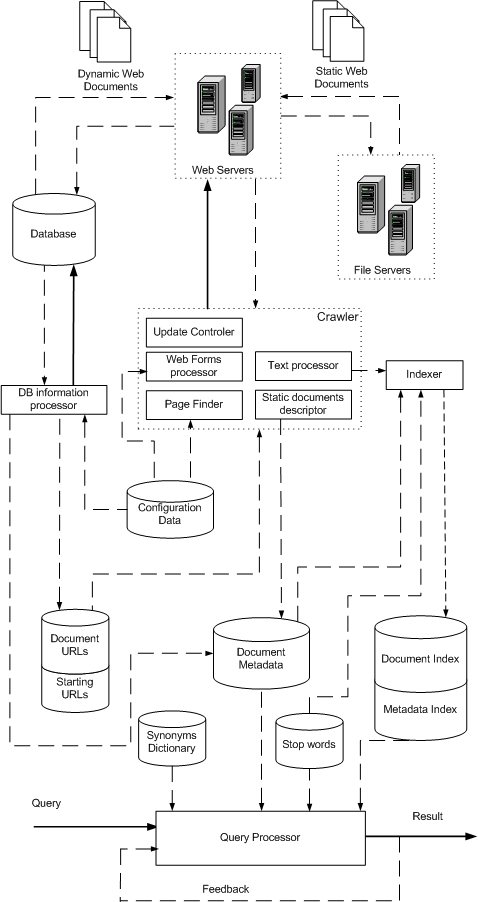 Dynamic Web
Documents
Static Web
Documents
Web Servers
Database
File Servers
Crawler
Update Controler
Web Forms
processor
Text processor
Indexer
DB information
processor
Page Finder
Static documents
descriptor
Configuration
Data
Document
URLs
Starting
URLs
Document
Metadata
Document Index
Metadata Index
Synonyms
Dictionary
Stop words
Query
Query Processor
Result
Feedback